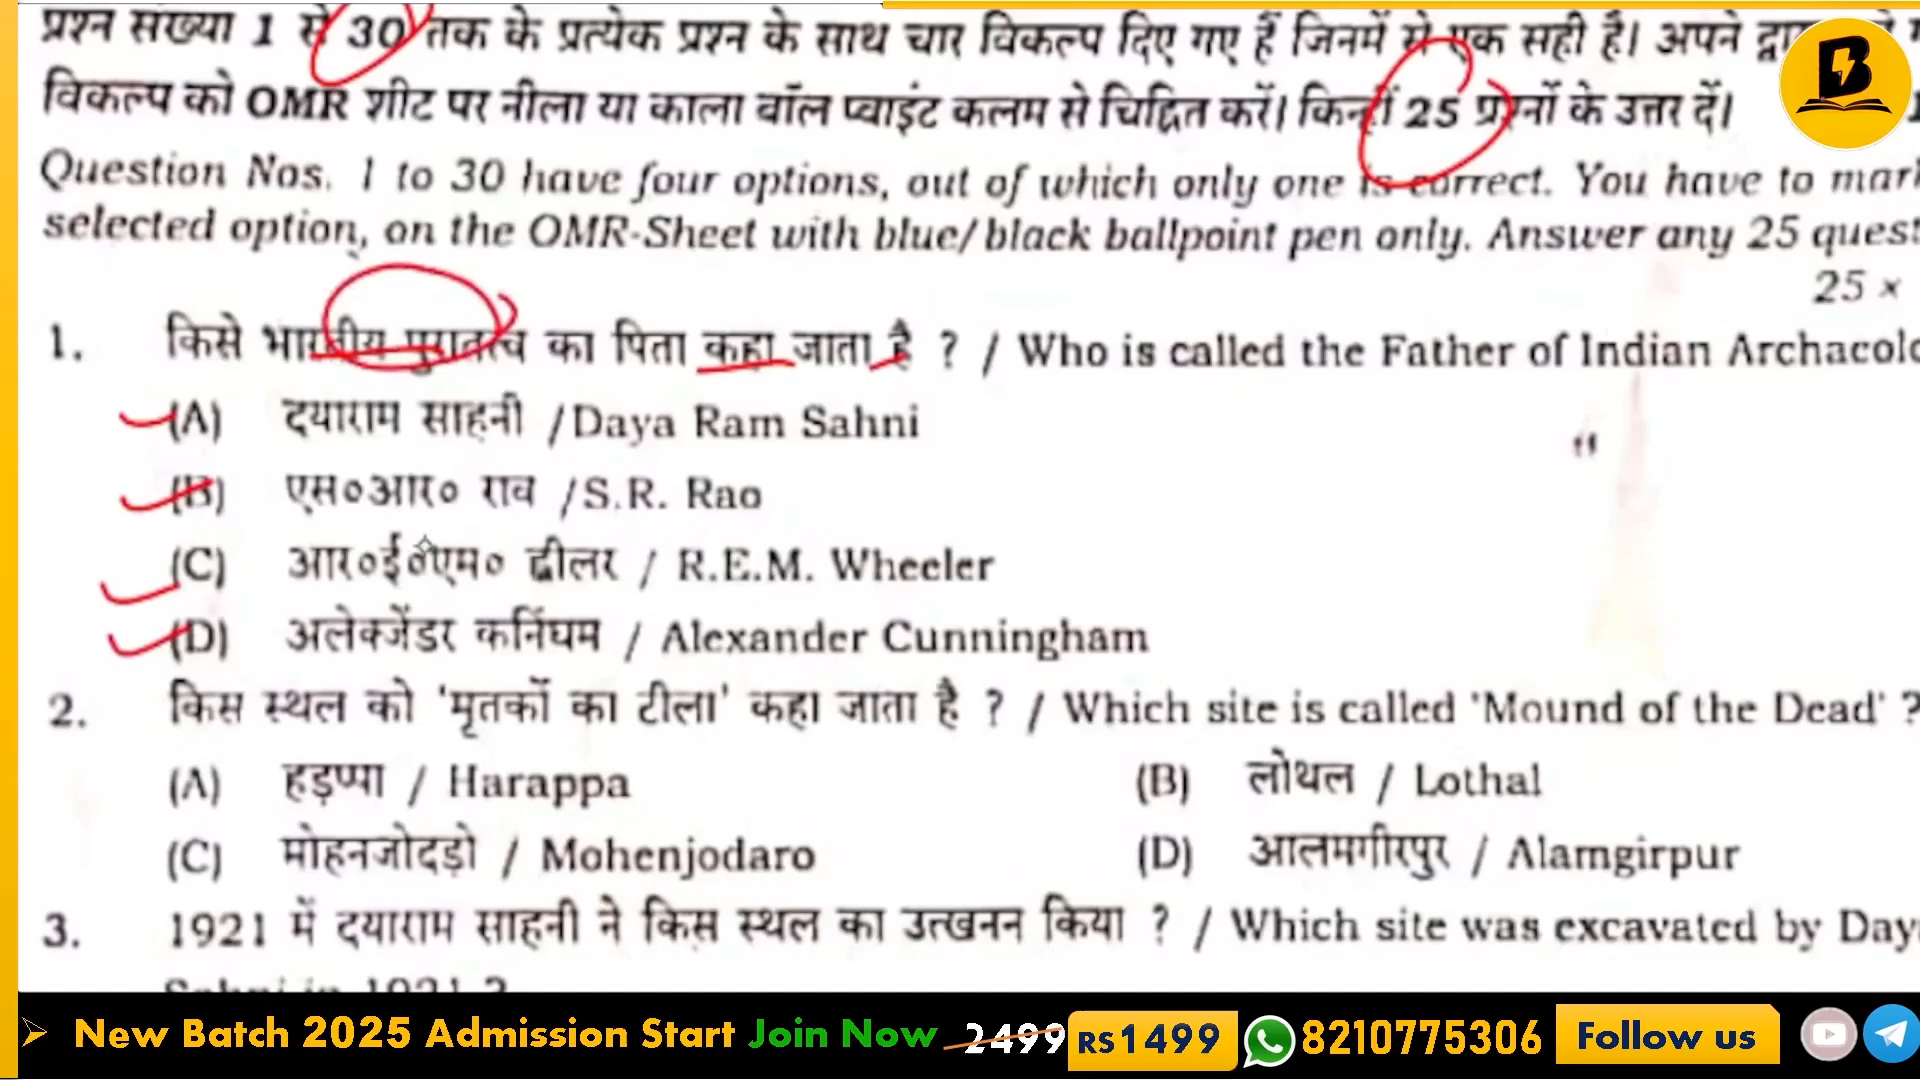 प्रश्न संख्या 1 से 30 तक के प्रत्येक प्रश्न के साथ चार विकल्प दिए गए हैं जिनमें से एक सही है। अपने द्वा
विकल्प को OMR शीट पर नीला या काला बॉल प्वाइंट कलम से चिह्नित करें। किन्हीं 25 प्रश्नों के उत्तर दें।
Question Nos. 1 to 30 have four options, out of which only one is correct. You have to mark
selected option, on the OMR-Sheet with blue/black ballpoint pen only. Answer any 25 quest
25 ×
1. किसे भारतीय पुरातत्व का पिता कहा जाता है ? / Who is called the Father of Indian Archacolo
(A) दयाराम साहनी /Daya Ram Sahni
(B) एस०आर० राव /S.R. Rao
(C) आर०ई०एम० ह्वीलर / R.E.M. Wheeler
(D) अलेक्जेंडर कनिंघम / Alexander Cunningham
2. किस स्थल को 'मृतकों का टीला' कहा जाता है ? / Which site is called 'Mound of the Dead' ?
(A) हड़प्पा / Harappa (B) लोथल / Lothal
(C) मोहनजोदड़ो / Mohenjodaro (D) आलमगीरपुर / Alamgirpur
3. 1921 में दयाराम साहनी ने किस स्थल का उत्खनन किया ? / Which site was excavated by Day
Sahni in 1921 ?
New Batch 2025 Admission Start Join Now 2499 RS 1499 8210775306 Follow us